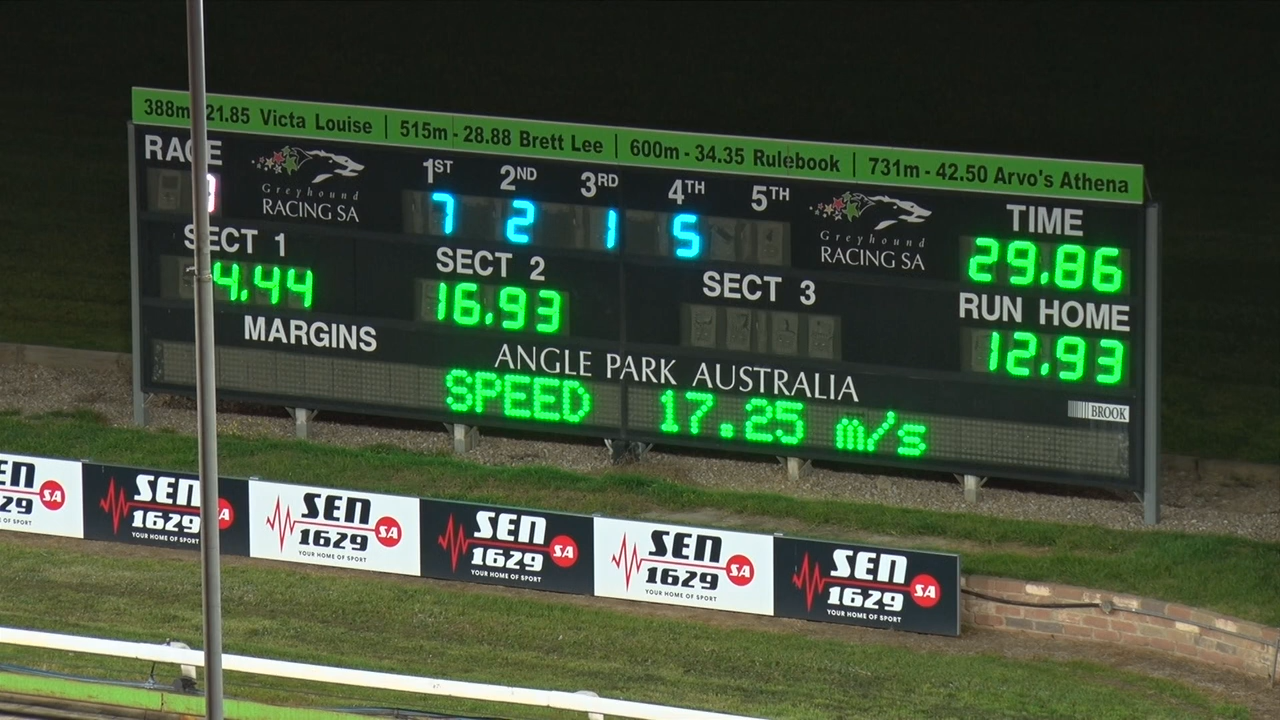 388m 21.85 Victa Louise | 515m - 28.88 Brett Lee | 600m - 34.35 Rulebook | 731m - 42.50 Arvo's Athena
RACE
Greyhound
RACING SA
1ST 2ND 3RD 4TH 5TH
7 2 1 5
Greyhound
RACING SA
TIME
29.86
SECT 1
4.44
SECT 2
16.93
SECT 3
RUN HOME
12.93
MARGINS
ANGLE PARK AUSTRALIA
SPEED 17.25 m/s
BROOK
EN SA
29
E OF SPORT
SEN SA
1629
YOUR HOME OF SPORT
SEN SA
1629
YOUR HOME OF SPORT
SEN SA
1629
YOUR HOME OF SPORT
SEN SA
1629
YOUR HOME OF SPORT
SEN SA
1629
YOUR HOME OF SPORT